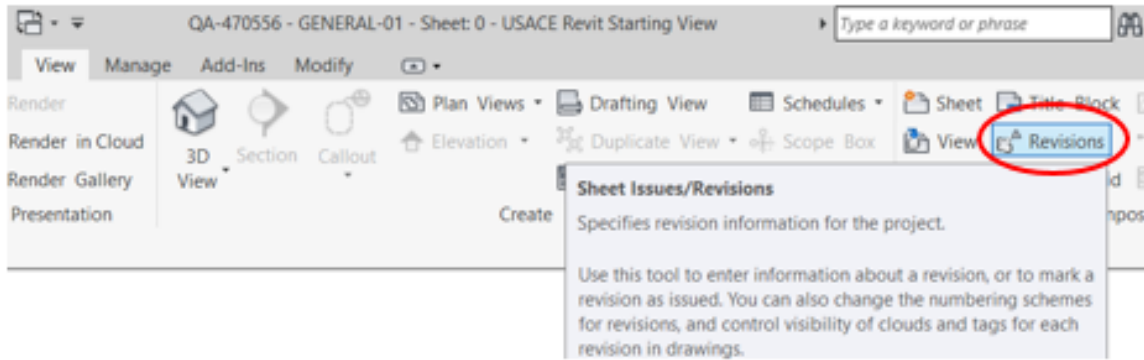 QA-470556 - GENERAL-01 - Sheet: 0 - USACE Revit Starting View
Type a keyword or phrase
View Manage Add-Ins Modify
Render
Plan Views Drafting View Schedules Sheet Title Block
Render in Cloud
3D View
Section
Callout
Elevation Duplicate View Scope Box View Revisions
Render Gallery
Presentation
Create
Sheet Issues/Revisions
Specifies revision information for the project.
Use this tool to enter information about a revision, or to mark a
revision as issued. You can also change the numbering schemes
for revisions, and control visibility of clouds and tags for each
revision in drawings.